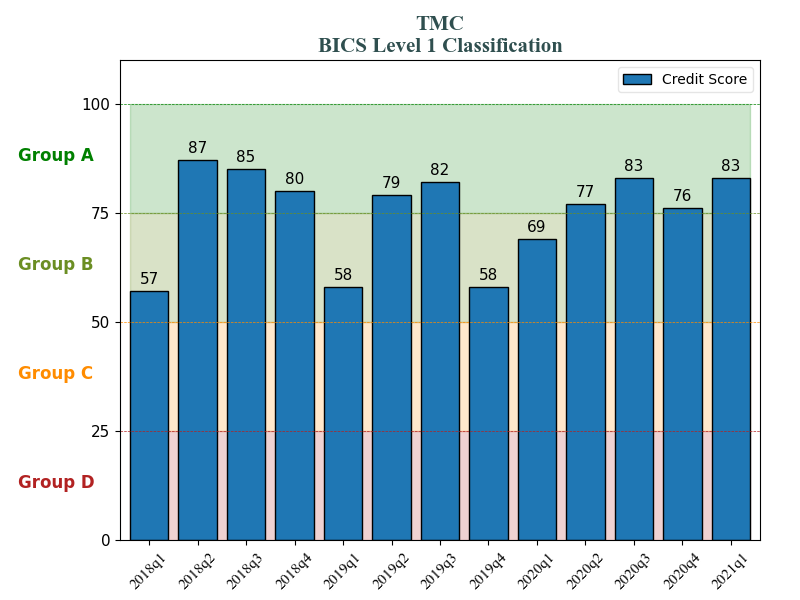 TMC
BICS Level 1 Classification
Credit Score
100
Group A
87
85
80
79
82
77
83
76
83
75
Group B
57
58
58
69
50
Group C
25
Group D
0
2018q1
2018q2
2018q3
2018q4
2019q1
2019q2
2019q3
2019q4
2020q1
2020q2
2020q3
2020q4
2021q1